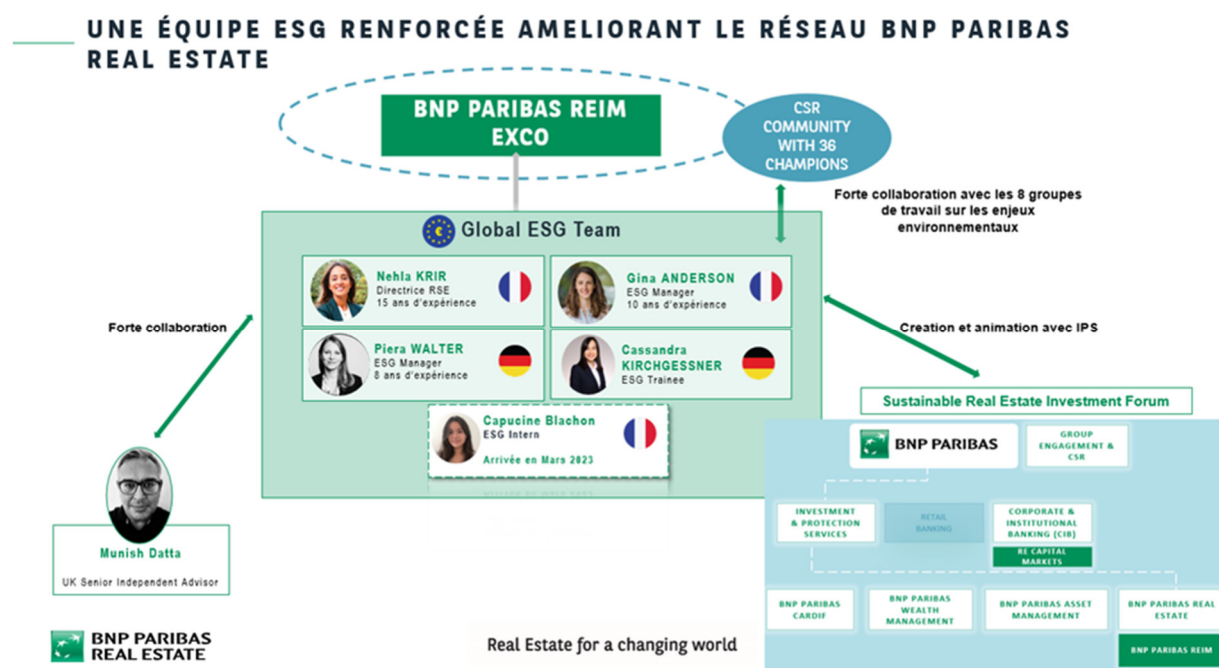 UNE ÉQUIPE ESG RENFORCÉE AMELIORANT LE RÉSEAU BNP PARIBAS
REAL ESTATE
BNP PARIBAS REIM
EXCO
CSR
COMMUNITY
WITH 36
CHAMPIONS
Forte collaboration avec les 8 groupes
de travail sur les enjeux
environnementaux
Global ESG Team
Nehla KRIR
Directrice RSE
15 ans d'expérience
Gina ANDERSON
ESG Manager
10 ans d'expérience
Piera WALTER
ESG Manager
8 ans d'expérience
Cassandra
KIRCHGESSNER
ESG Trainee
Capucine Blachon
ESG Intern
Arrivée en Mars 2023
Forte collaboration
Creation et animation avec IPS
Munish Datta
UK Senior Independent Advisor
Sustainable Real Estate Investment Forum
BNP PARIBAS
GROUP
ENGAGEMENT &
CSR
INVESTMENT
& PROTECTION
SERVICES
RETAIL
BANKING
CORPORATE &
INSTITUTIONAL
BANKING (CIB)
RE CAPITAL
MARKETS
BNP PARIBAS
CARDIF
BNP PARIBAS
WEALTH
MANAGEMENT
BNP PARIBAS ASSET
MANAGEMENT
BNP PARIBAS REAL
ESTATE
BNP PARIBAS REIM
BNP PARIBAS
REAL ESTATE
Real Estate for a changing world